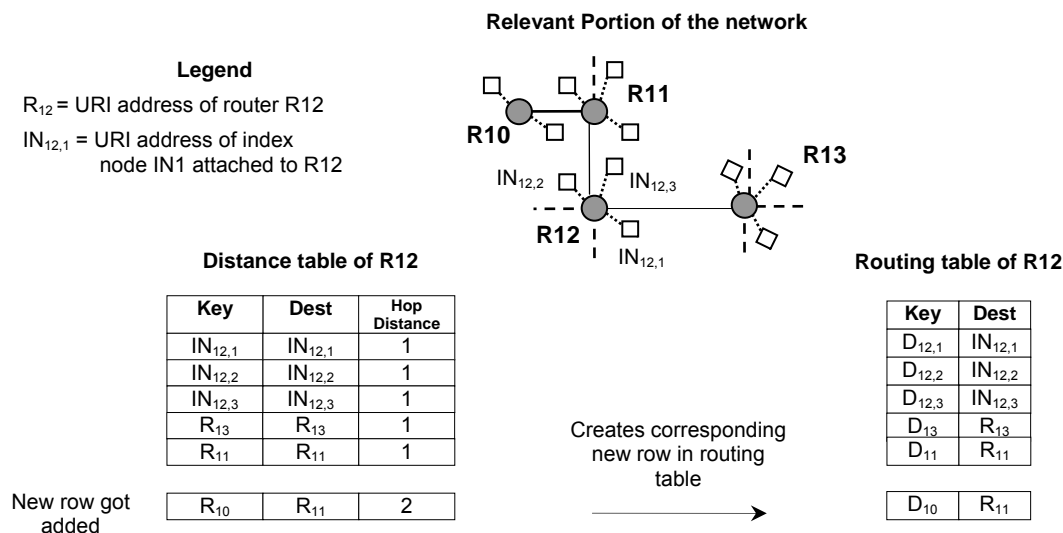 Relevant Portion of the network
Legend
R12 = URI address of router R12
IN12,1 = URI address of index
node IN1 attached to R12
R11
R10
R13
IN12,2
IN12,3
R12
IN12,1
Distance table of R12
Key Dest Hop Distance
IN12,1 IN12,1 1
IN12,2 IN12,2 1
IN12,3 IN12,3 1
R13 R13 1
R11 R11 1
New row got
added
R10 R11 2
Creates corresponding
new row in routing
table
Routing table of R12
Key Dest
D12,1 IN12,1
D12,2 IN12,2
D12,3 IN12,3
D13 R13
D11 R11
D10 R11